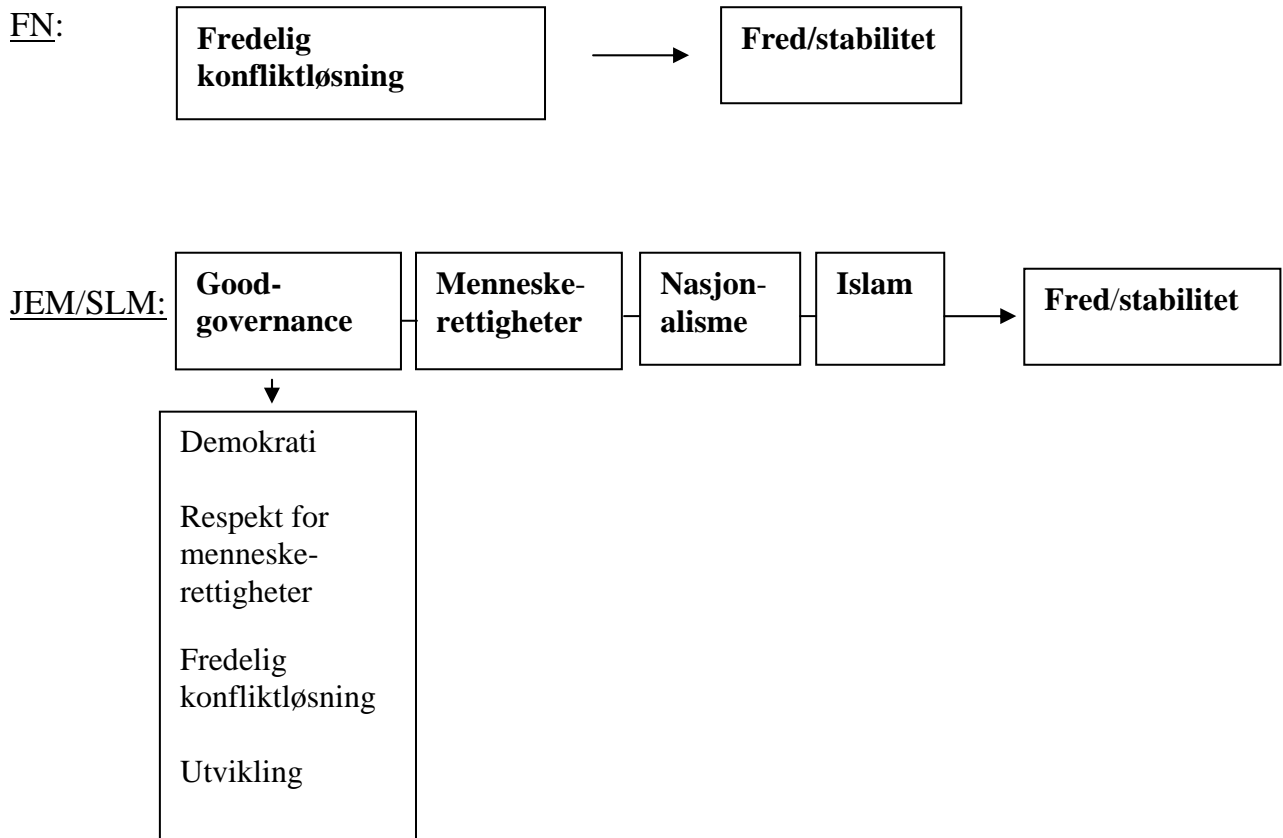 FN:
Fredelig
konfliktløsning
Fred/stabilitet
JEM/SLM:
Good-
governance
Menneske-
rettigheter
Nasjon-
alisme
Islam
Fred/stabilitet
Demokrati
Respekt for
menneske-
rettigheter
Fredelig
konfliktløsning
Utvikling